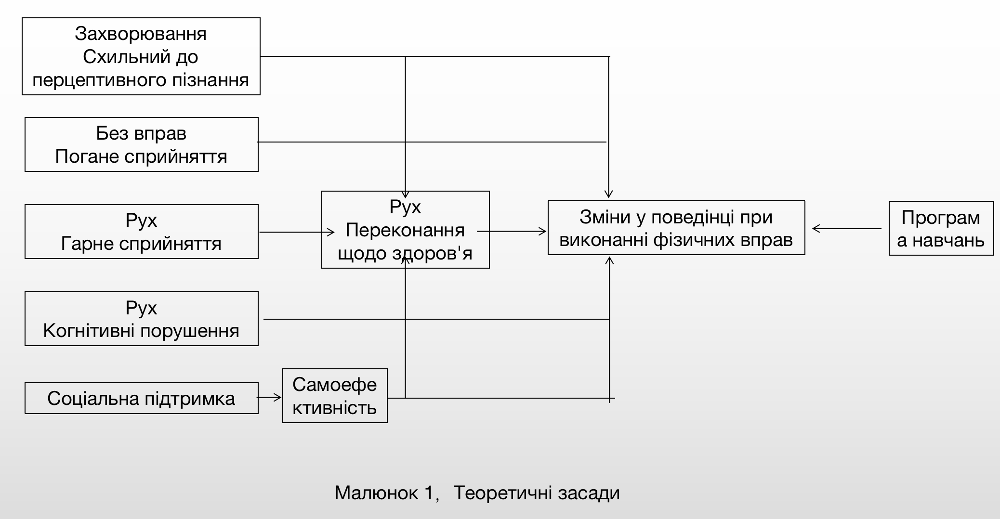 Захворювання
Схильний до
перцептивного пізнання
Без вправ
Погане сприйняття
Рух
Гарне сприйняття
Рух
Переконання
щодо здоров'я
Зміни у поведінці при
виконанні фізичних вправ
Програм
а навчань
Рух
Когнітивні порушення
Соціальна підтримка
Самоефе
ктивність
Малюнок 1, Теоретичні засади